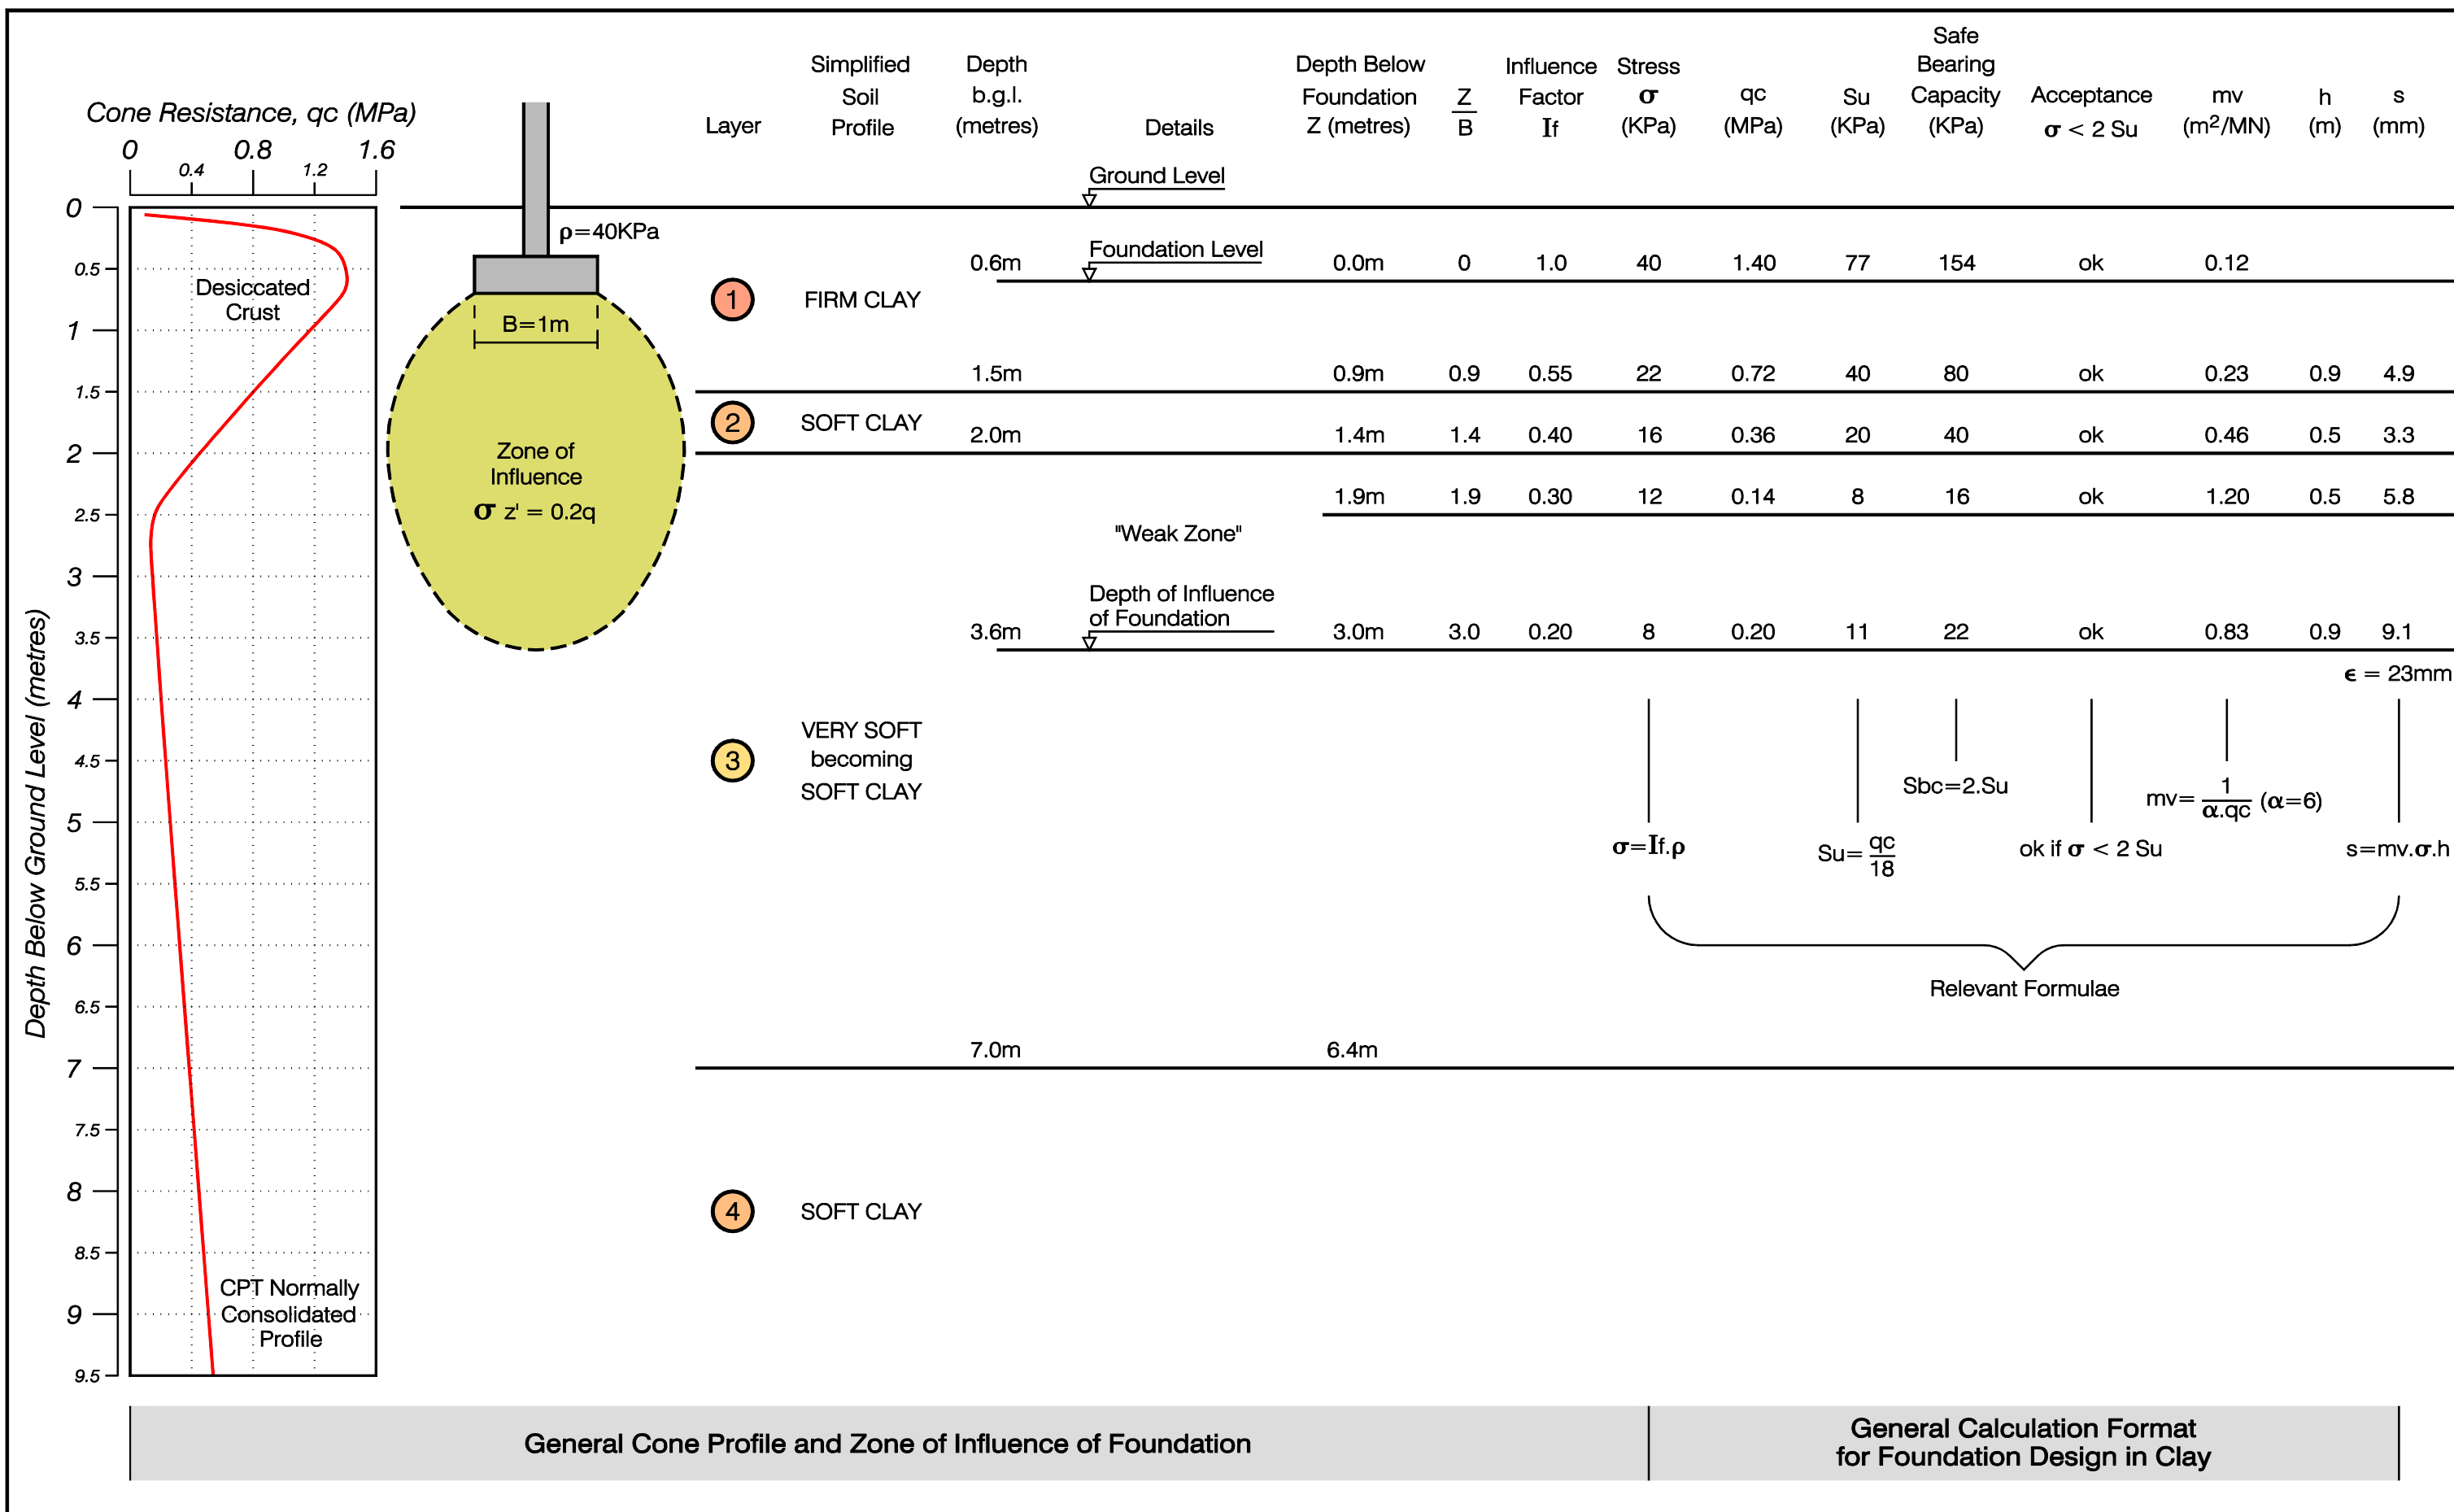 Cone Resistance, qc (MPa)
0 0.8 1.6
0.4 1.2
Depth Below Ground Level (metres)
0
0.5
1
1.5
2
2.5
3
3.5
4
4.5
5
5.5
6
6.5
7
7.5
8
8.5
9
9.5
Desiccated
Crust
CPT Normally
Consolidated
Profile
ρ=40KPa
B=1m
Zone of
Influence
σ z' = 0.2q
Layer
Simplified
Soil
Profile
Depth
b.g.l.
(metres)
Details
Depth Below
Foundation
Z (metres)
Z
B
Influence
Factor
If
Stress
σ
(KPa)
qc
(MPa)
Su
(KPa)
Safe
Bearing
Capacity
(KPa)
Acceptance
σ < 2 Su
mv
(m²/MN)
h
(m)
s
(mm)
Ground Level
0.6m Foundation Level 0.0m 0 1.0 40 1.40 77 154 ok 0.12
1 FIRM CLAY
1.5m 0.9m 0.9 0.55 22 0.72 40 80 ok 0.23 0.9 4.9
2 SOFT CLAY
2.0m 1.4m 1.4 0.40 16 0.36 20 40 ok 0.46 0.5 3.3
1.9m 1.9 0.30 12 0.14 8 16 ok 1.20 0.5 5.8
"Weak Zone"
Depth of Influence
of Foundation
3.6m 3.0m 3.0 0.20 8 0.20 11 22 ok 0.83 0.9 9.1
ϵ = 23mm
3
VERY SOFT
becoming
SOFT CLAY
σ=If.ρ
Su= qc
18
Sbc=2.Su
ok if σ < 2 Su
mv= 1 (α=6)
α.qc
s=mv.σ.h
Relevant Formulae
7.0m 6.4m
4 SOFT CLAY
General Cone Profile and Zone of Influence of Foundation
General Calculation Format
for Foundation Design in Clay